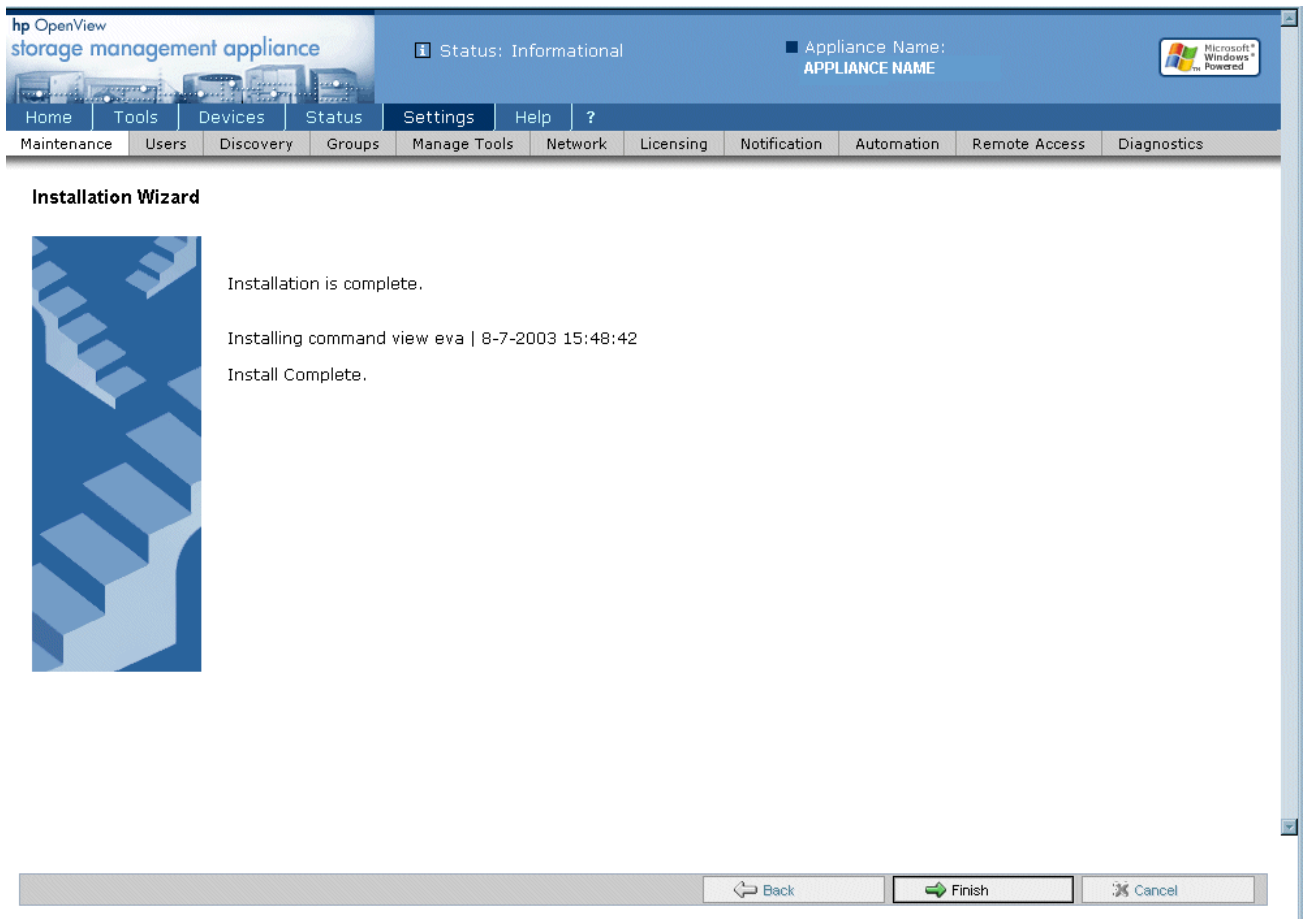 hp OpenView
storage management appliance
i Status: Informational
Appliance Name:
APPLIANCE NAME
Microsoft®
Windows®
TM Powered
Home Tools Devices Status Settings Help ?
Maintenance Users Discovery Groups Manage Tools Network Licensing Notification Automation Remote Access Diagnostics
Installation Wizard
Installation is complete.
Installing command view eva | 8-7-2003 15:48:42
Install Complete.
Back Finish Cancel